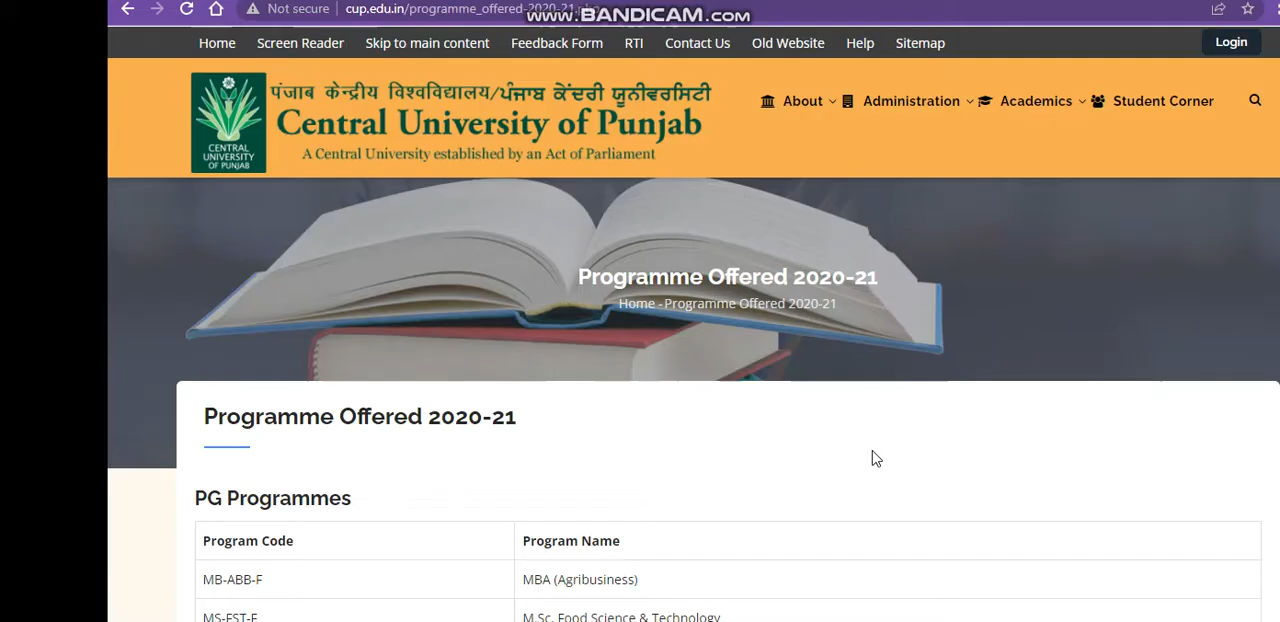 Not secure | cup.edu.in/programme_offered-2020-21.php
www.BANDICAM.com
Home Screen Reader Skip to main content Feedback Form RTI Contact Us Old Website Help Sitemap Login
पंजाब केन्द्रीय विश्वविद्यालय/ਪੰਜਾਬ ਕੇਂਦਰੀ ਯੂਨੀਵਰਸਿਟੀ
Central University of Punjab
A Central University established by an Act of Parliament
CENTRAL
UNIVERSITY
OF PUNJAB
About Administration Academics Student Corner
Programme Offered 2020-21
Home - Programme Offered 2020-21
Programme Offered 2020-21
PG Programmes
Program Code Program Name
MB-ABB-F MBA (Agribusiness)
MS-FST-F M.Sc. Food Science & Technology